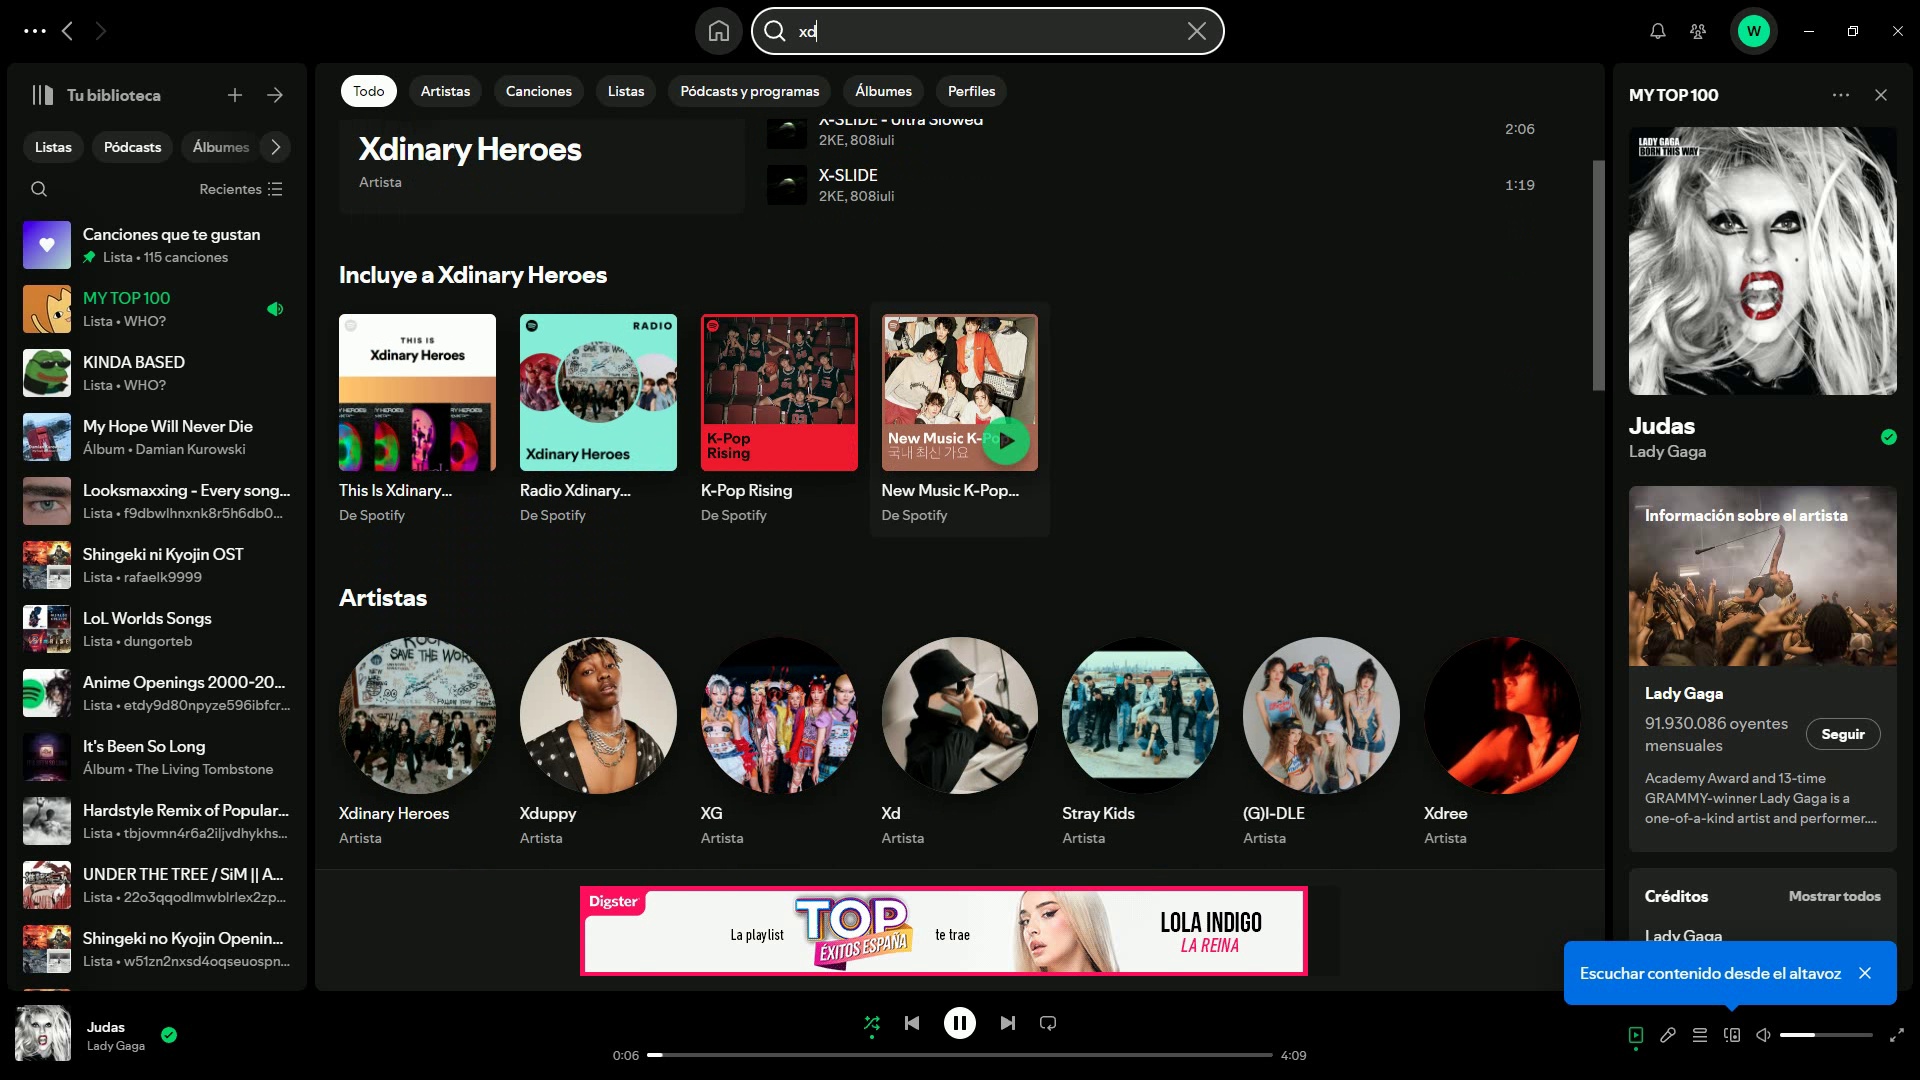 xd
W
Tu biblioteca
Listas
Pódcasts
Álbumes
Recientes
Canciones que te gustan
Lista • 115 canciones
MY TOP 100
Lista • WHO?
KINDA BASED
Lista • WHO?
My Hope Will Never Die
Álbum • Damian Kurowski
Looksmaxxing - Every song...
Lista • f9dbwlhnxnk8r5h6db0...
Shingeki ni Kyojin OST
Lista • rafaelk9999
LoL Worlds Songs
Lista • dungorteb
Anime Openings 2000-20...
Lista • etdy9d80npyze596ibfcr...
It's Been So Long
Álbum • The Living Tombstone
Hardstyle Remix of Popular...
Lista • tbjovmn4r6a2iljvdhykhs...
UNDER THE TREE / SiM || A...
Lista • 22o3qqodlmwblrlex2zp...
Shingeki no Kyojin Openin...
Lista • w51zn2nxsd4oqseuospn...
Todo
Artistas
Canciones
Listas
Pódcasts y programas
Álbumes
Perfiles
Xdinary Heroes
Artista
X-SLIDE - Ultra Slowed
2KE, 808iuli
2:06
X-SLIDE
2KE, 808iuli
1:19
Incluye a Xdinary Heroes
THIS IS
Xdinary Heroes
RADIO
Xdinary Heroes
K-Pop
Rising
New Music K-Po
국내 최신 가요
This Is Xdinary...
De Spotify
Radio Xdinary...
De Spotify
K-Pop Rising
De Spotify
New Music K-Pop...
De Spotify
Artistas
SAVE THE WOR
Xdinary Heroes
Artista
Xduppy
Artista
XG
Artista
Xd
Artista
Stray Kids
Artista
(G)I-DLE
Artista
Xdree
Artista
Digster
La playlist
TOP
ÉXITOS ESPAÑA
te trae
LOLA INDIGO
LA REINA
MY TOP 100
LADY GAGA
BORN THIS WAY
Judas
Lady Gaga
Información sobre el artista
Lady Gaga
91.930.086 oyentes
mensuales
Seguir
Academy Award and 13-time
GRAMMY-winner Lady Gaga is a
one-of-a-kind artist and performer....
Créditos
Mostrar todos
Lady Gaga
Escuchar contenido desde el altavoz
Judas
Lady Gaga
0:06
4:09